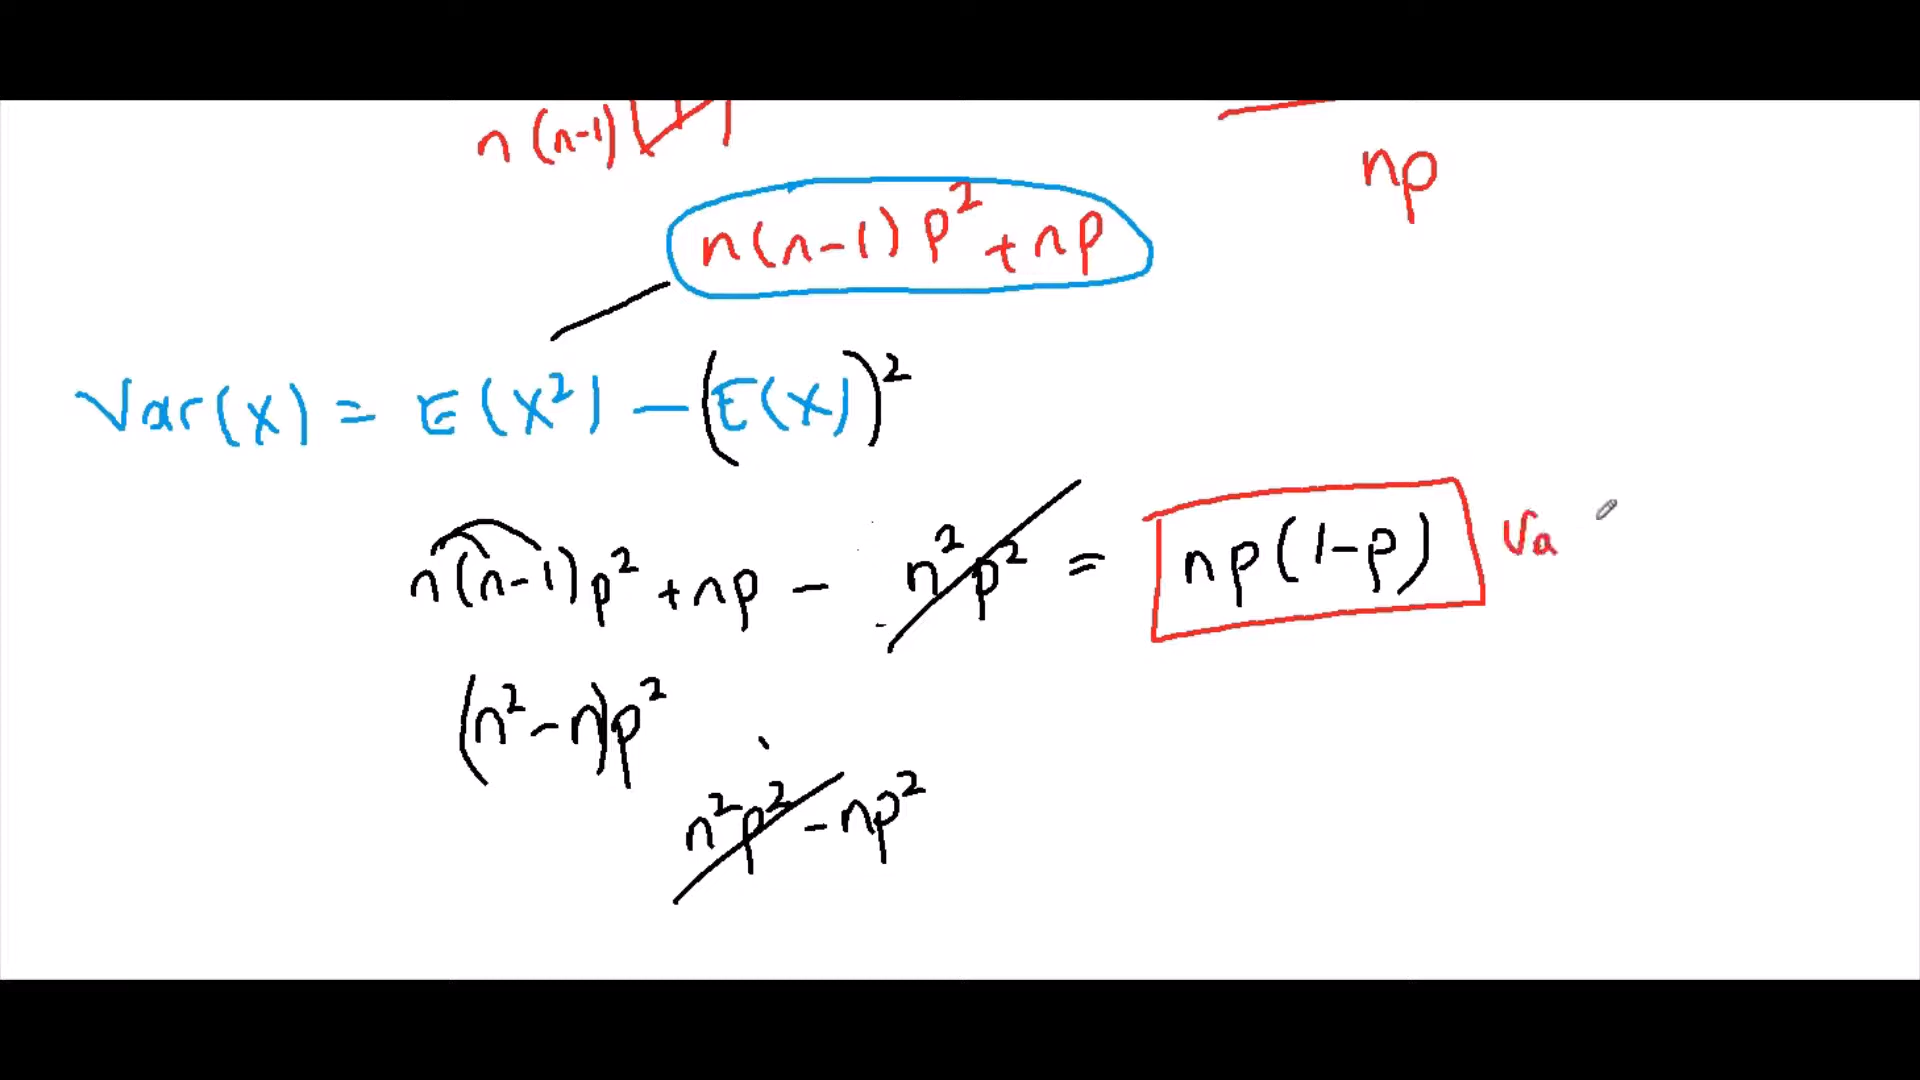 n(n-1)
np
n(n-1)p²+np
Var(X) = E(X²) - (E(X))²
n(n-1)p² + np - n²p² = np(1-p) Va
(n²-n)p²
n²p² - np²